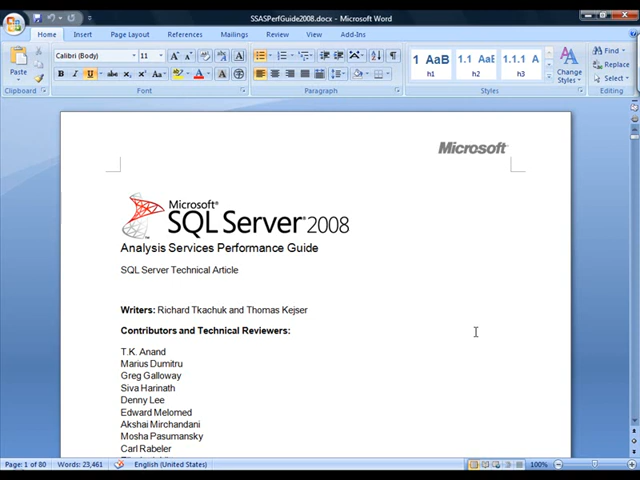 SSASPerfGuide2008.docx - Microsoft Word
Home Insert Page Layout References Mailings Review View Add-Ins
Calibri (Body) 11
1 AaB 1.1 AaB 1.1.1 A
h1 h2 h3
Paste
Change
Styles
Find
Replace
Select
Clipboard Font Paragraph Styles Editing
Microsoft
Microsoft
SQL Server 2008
Analysis Services Performance Guide
SQL Server Technical Article
Writers: Richard Tkachuk and Thomas Kejser
Contributors and Technical Reviewers:
T.K. Anand
Marius Dumitru
Greg Galloway
Siva Harinath
Denny Lee
Edward Melomed
Akshai Mirchandani
Mosha Pasumansky
Carl Rabeler
Page: 1 of 80 Words: 23,461 English (United States) 100%